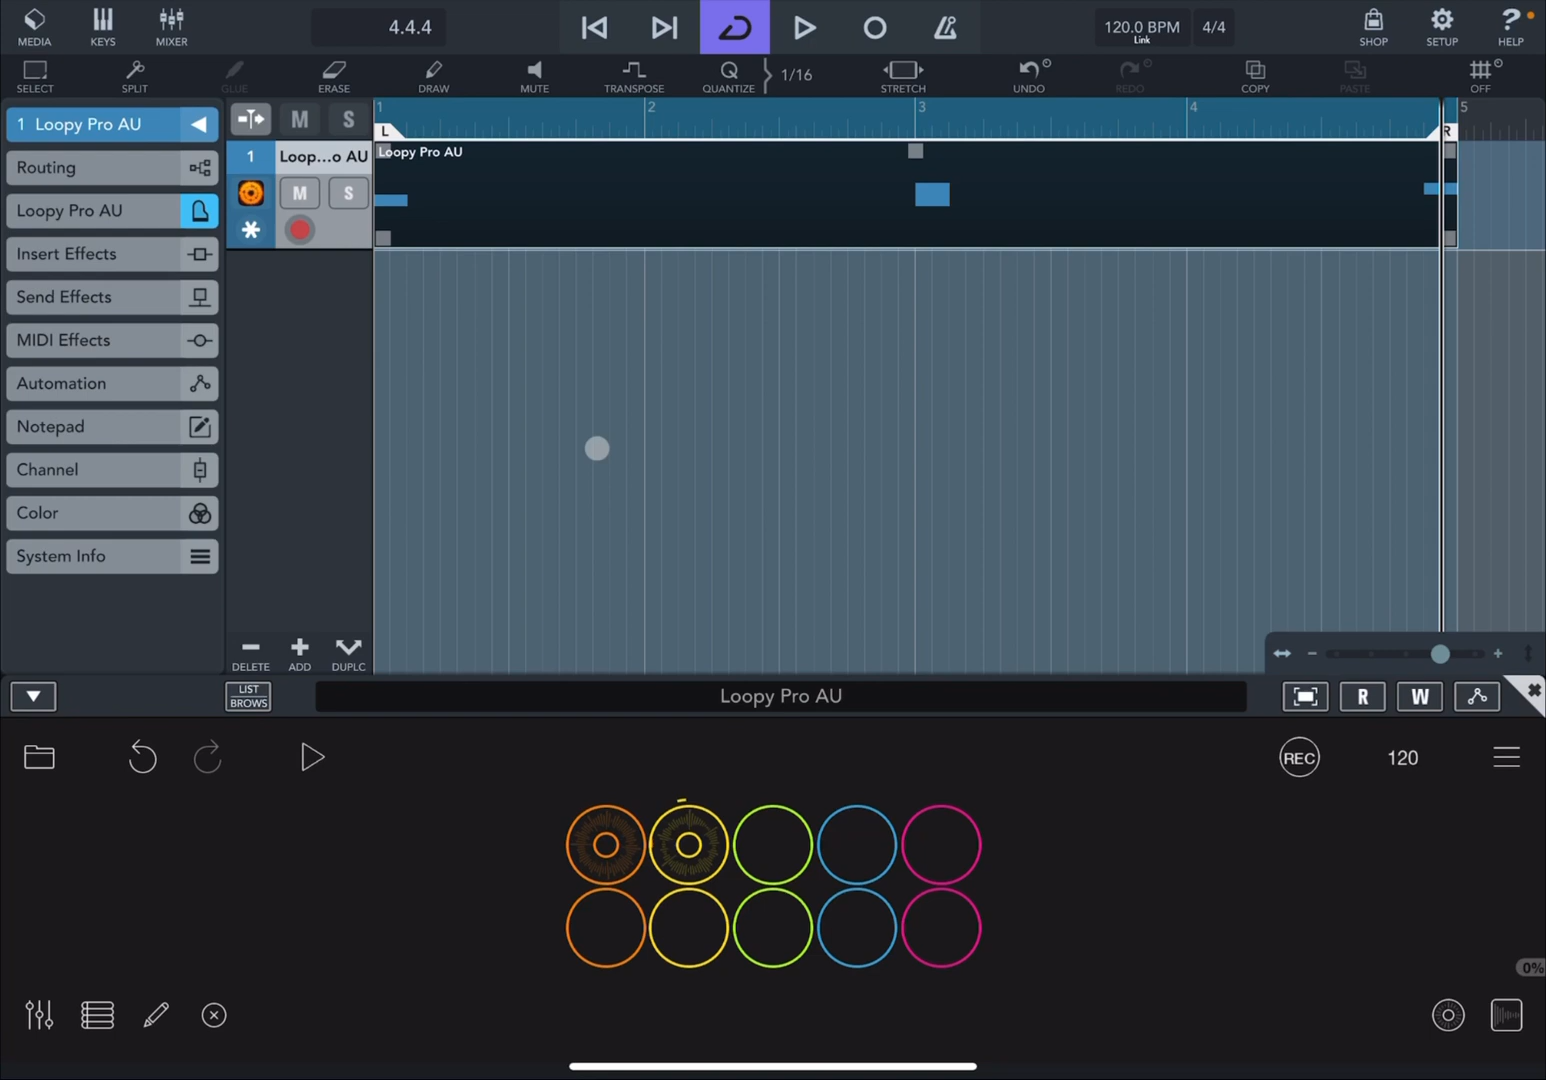 MEDIA
KEYS
MIXER
4.4.4
120.0 BPM
Link
4/4
SHOP
SETUP
?
HELP
SELECT
SPLIT
GLUE
ERASE
DRAW
MUTE
TRANSPOSE
Q
QUANTIZE
1/16
STRETCH
UNDO
REDO
COPY
PASTE
OFF
1 Loopy Pro AU
M
S
1
2
3
4
5
L
R
Routing
1
Loop...o AU
Loopy Pro AU
M
S
Loopy Pro AU
Insert Effects
Send Effects
MIDI Effects
Automation
Notepad
Channel
Color
System Info
DELETE
ADD
DUPLC
LIST
BROWS
Loopy Pro AU
R
W
REC
120
0%